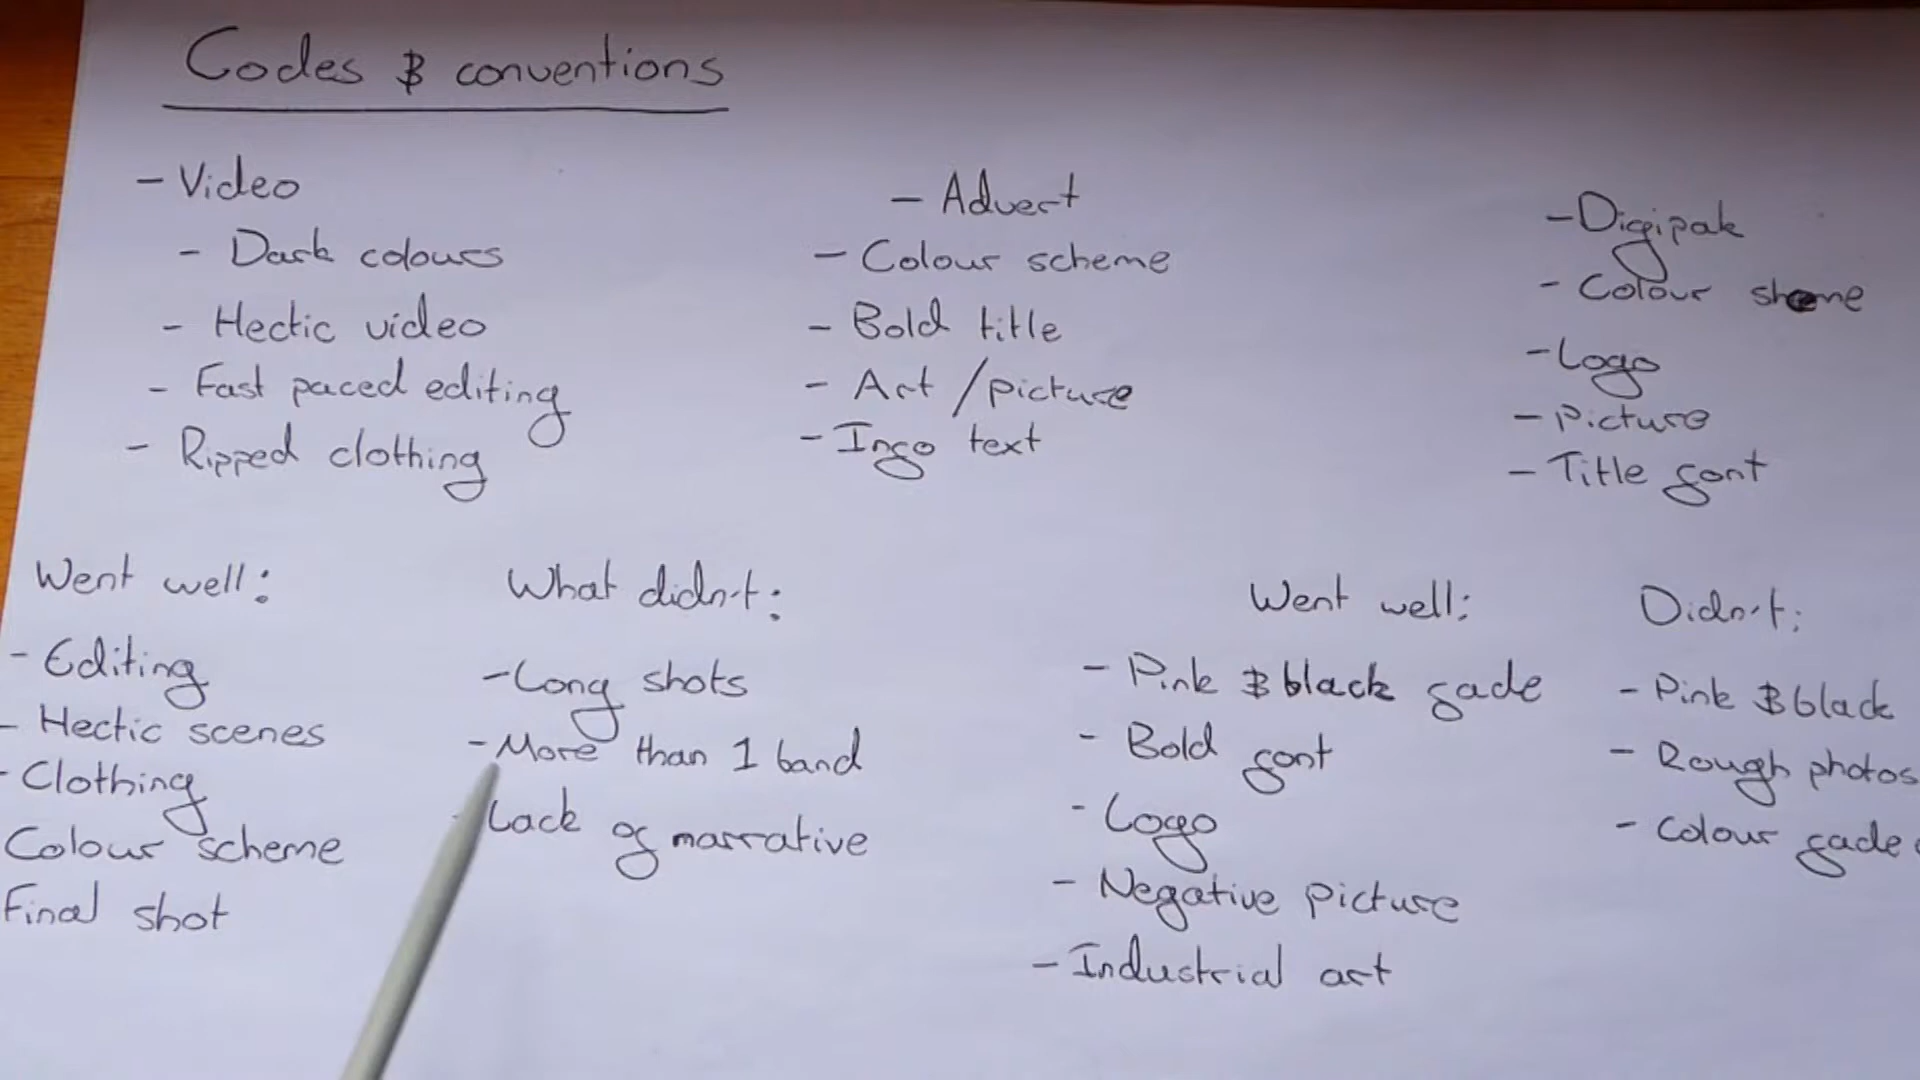 Codes & conventions
- Video
- Dark colours
- Hectic video
- Fast paced editing
- Ripped clothing
- Advert
- Colour scheme
- Bold title
- Art / picture
- Info text
- Digipak
- Colour sheme
- Logo
- Picture
- Title font
Went well:
- Editing
- Hectic scenes
- Clothing
Colour scheme
Final shot
What didn't:
- Long shots
- More than 1 band
Lack of narrative
Went well:
- Pink & black fade
- Bold font
- Logo
- Negative picture
- Industrial art
Didn't:
- Pink & black
- Rough photos
- Colour fade